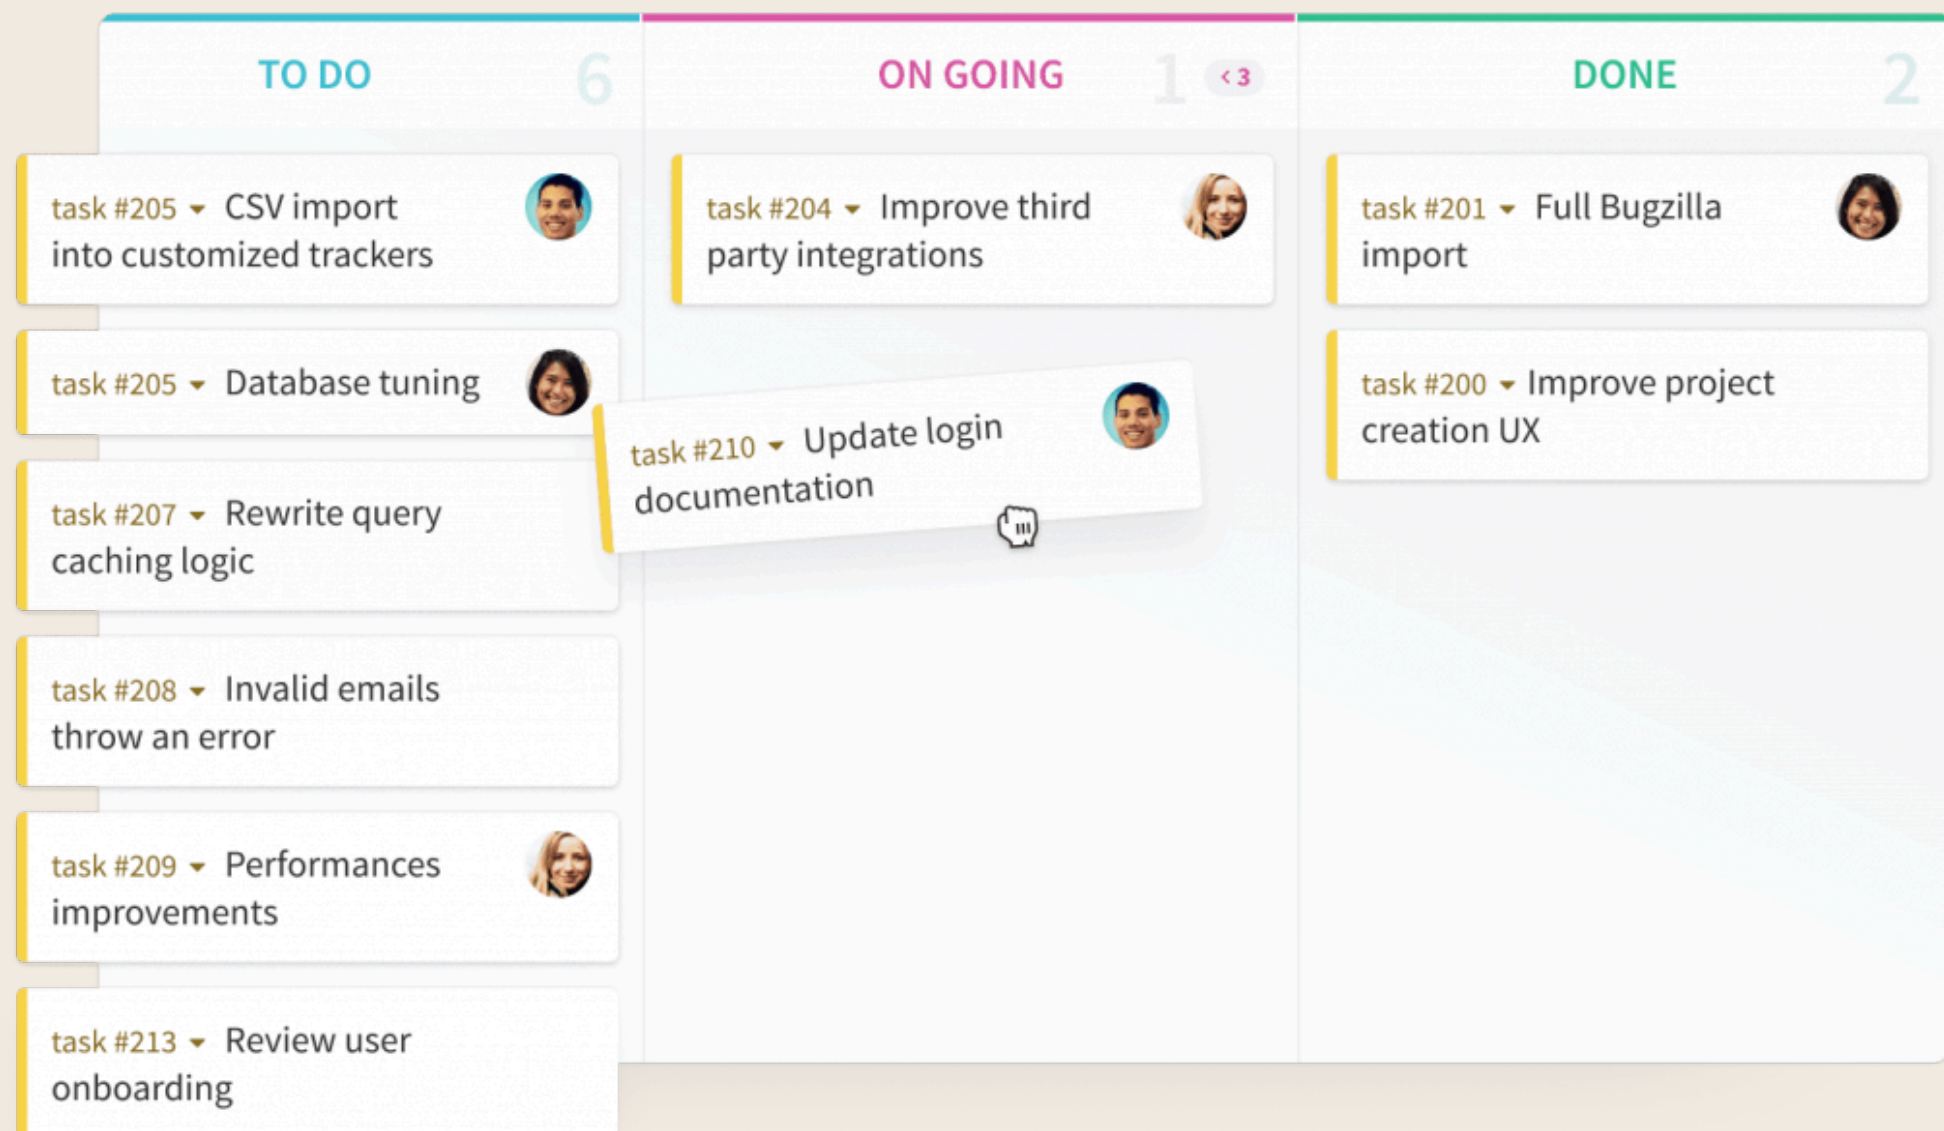 TO DO 6
task #205 CSV import
into customized trackers
task #205 Database tuning
task #207 Rewrite query
caching logic
task #208 Invalid emails
throw an error
task #209 Performances
improvements
task #213 Review user
onboarding
ON GOING 1 < 3
task #204 Improve third
party integrations
task #210 Update login
documentation
DONE 2
task #201 Full Bugzilla
import
task #200 Improve project
creation UX